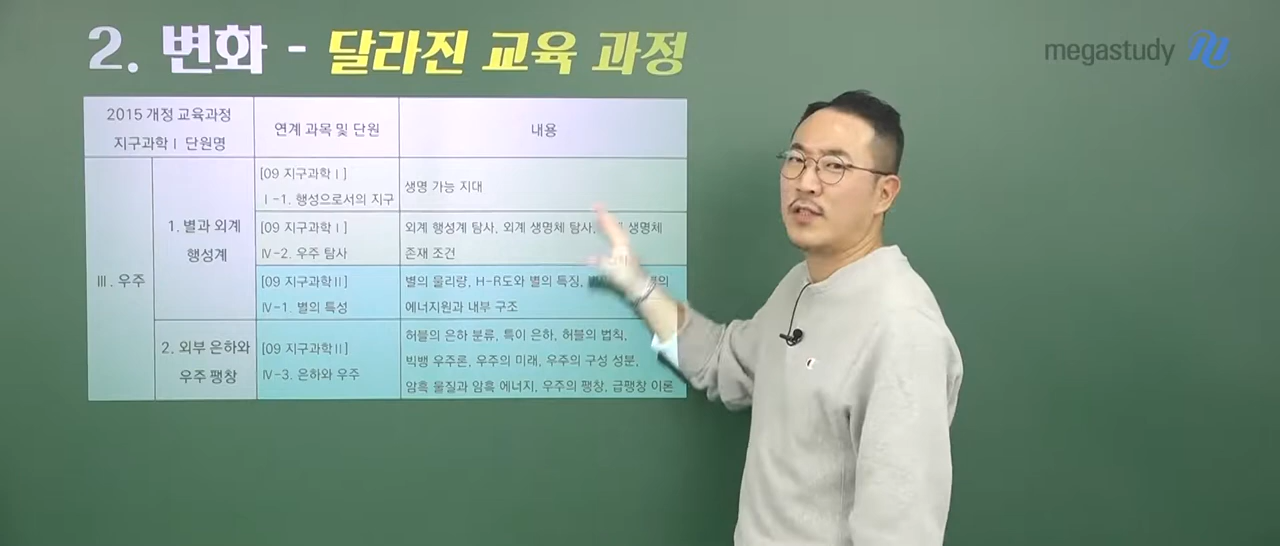 2. 변화 - 달라진 교육 과정
megastudy
2015 개정 교육과정
지구과학Ⅰ 단원명
연계 과목 및 단원
내용
Ⅲ. 우주
1. 별과 외계
행성계
[09 지구과학Ⅰ]
Ⅰ-1. 행성으로서의 지구
생명 가능 지대
[09 지구과학Ⅰ]
Ⅳ-2. 우주 탐사
외계 행성계 탐사, 외계 생명체 탐사, 생명체
존재 조건
[09 지구과학Ⅱ]
Ⅳ-1. 별의 특성
별의 물리량, H-R도와 별의 특징,
에너지원과 내부 구조
2. 외부 은하와
우주 팽창
[09 지구과학Ⅱ]
Ⅳ-3. 은하와 우주
허블의 은하 분류, 특이 은하, 허블의 법칙,
빅뱅 우주론, 우주의 미래, 우주의 구성 성분,
암흑 물질과 암흑 에너지, 우주의 팽창, 급팽창 이론